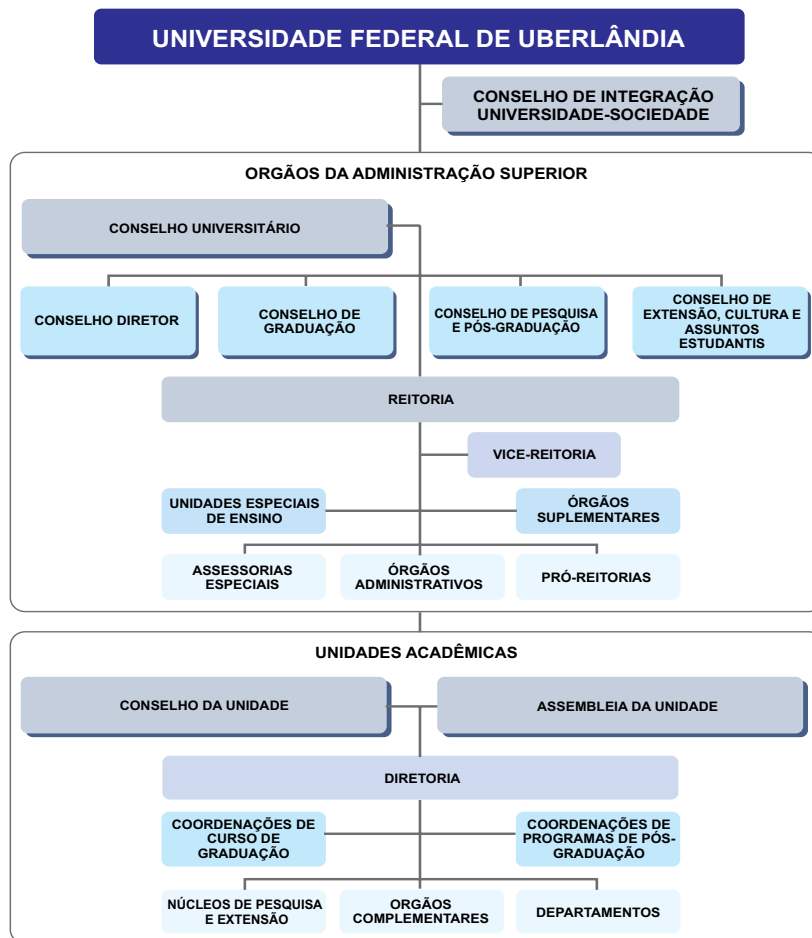 UNIVERSIDADE FEDERAL DE UBERLÂNDIA
CONSELHO DE INTEGRAÇÃO
UNIVERSIDADE-SOCIEDADE
ORGÃOS DA ADMINISTRAÇÃO SUPERIOR
CONSELHO UNIVERSITÁRIO
CONSELHO DIRETOR
CONSELHO DE
GRADUAÇÃO
CONSELHO DE PESQUISA
E PÓS-GRADUAÇÃO
CONSELHO DE
EXTENSÃO, CULTURA E
ASSUNTOS
ESTUDANTIS
REITORIA
VICE-REITORIA
UNIDADES ESPECIAIS
DE ENSINO
ÓRGÃOS
SUPLEMENTARES
ASSESSORIAS
ESPECIAIS
ÓRGÃOS
ADMINISTRATIVOS
PRÓ-REITORIAS
UNIDADES ACADÊMICAS
CONSELHO DA UNIDADE
ASSEMBLEIA DA UNIDADE
DIRETORIA
COORDENAÇÕES DE
CURSO DE
GRADUAÇÃO
COORDENAÇÕES DE
PROGRAMAS DE PÓS-
GRADUAÇÃO
NÚCLEOS DE PESQUISA
E EXTENSÃO
ORGÃOS
COMPLEMENTARES
DEPARTAMENTOS